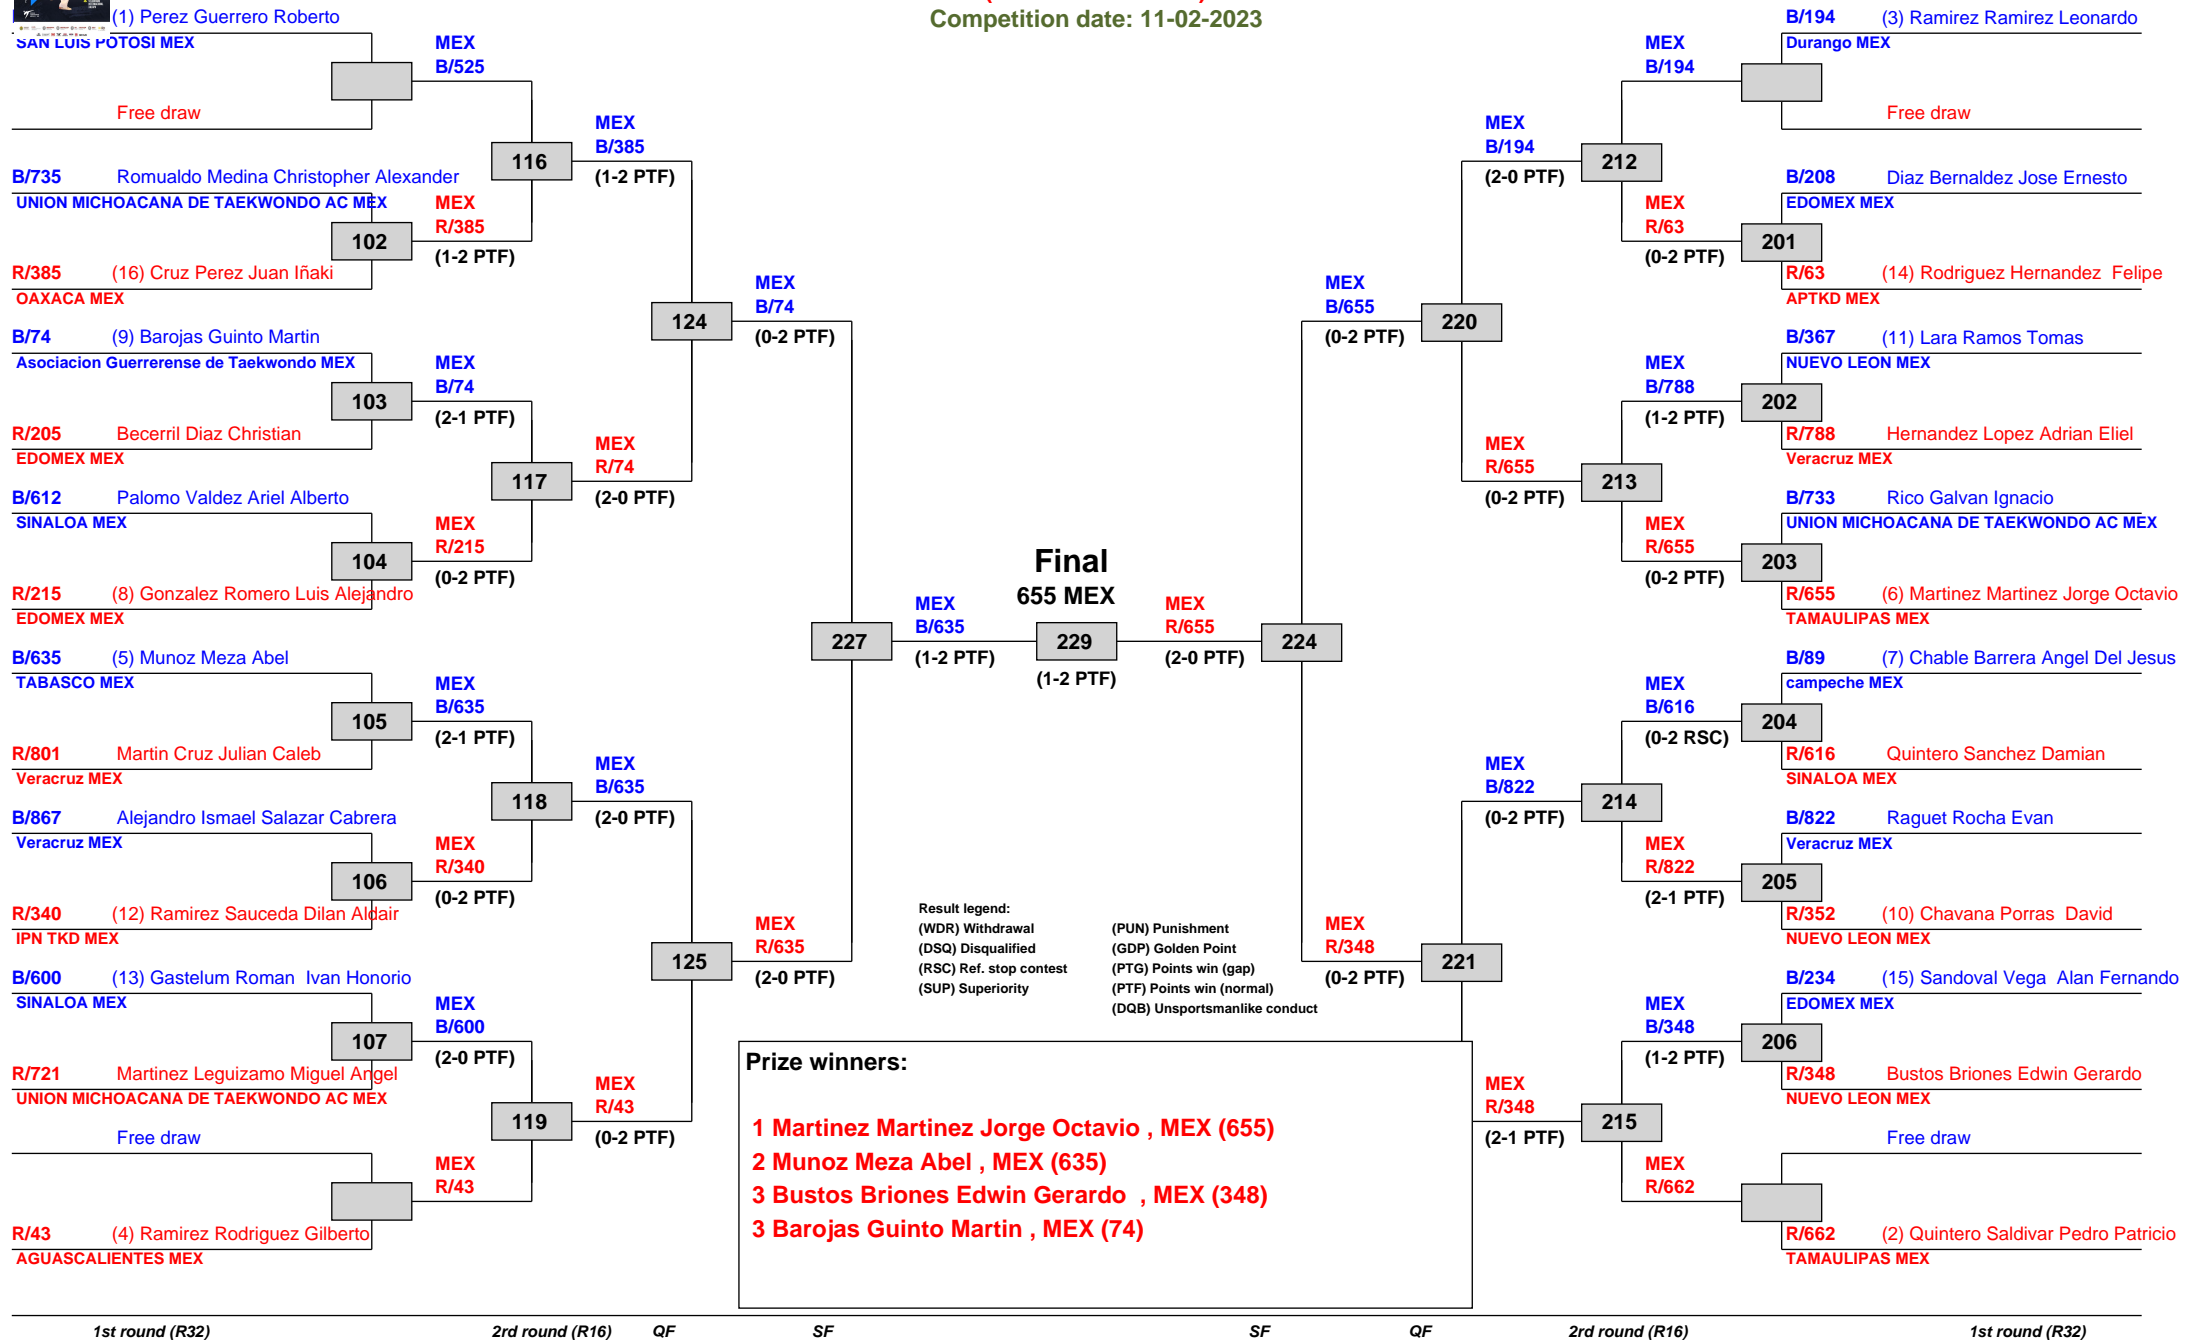 Competition date: 11-02-2023
(1) Perez Guerrero Roberto
SAN LUIS POTOSI MEX
Free draw
B/735 Romualdo Medina Christopher Alexander
UNION MICHOACANA DE TAEKWONDO AC MEX
R/385 (16) Cruz Perez Juan Iñaki
OAXACA MEX
B/74 (9) Barojas Guinto Martin
Asociacion Guerrerense de Taekwondo MEX
R/205 Becerril Diaz Christian
EDOMEX MEX
B/612 Palomo Valdez Ariel Alberto
SINALOA MEX
R/215 (8) Gonzalez Romero Luis Alejandro
EDOMEX MEX
B/635 (5) Munoz Meza Abel
TABASCO MEX
R/801 Martin Cruz Julian Caleb
Veracruz MEX
B/867 Alejandro Ismael Salazar Cabrera
Veracruz MEX
R/340 (12) Ramirez Sauceda Dilan Aldair
IPN TKD MEX
B/600 (13) Gastelum Roman Ivan Honorio
SINALOA MEX
R/721 Martinez Leguizamo Miguel Angel
UNION MICHOACANA DE TAEKWONDO AC MEX
Free draw
R/43 (4) Ramirez Rodriguez Gilberto
AGUASCALIENTES MEX
102
103
104
105
106
107
MEX
B/525
MEX
R/385
(1-2 PTF)
MEX
B/74
(2-1 PTF)
MEX
R/215
(0-2 PTF)
MEX
B/635
(2-1 PTF)
MEX
R/340
(0-2 PTF)
MEX
B/600
(2-0 PTF)
MEX
R/43
116
117
118
119
MEX
B/385
(1-2 PTF)
MEX
R/74
(2-0 PTF)
MEX
B/635
(2-0 PTF)
MEX
R/43
(0-2 PTF)
124
125
MEX
B/74
(0-2 PTF)
MEX
R/635
(2-0 PTF)
227
MEX
B/635
(1-2 PTF)
Final
655 MEX
229
(1-2 PTF)
MEX
R/655
(2-0 PTF)
224
MEX
B/655
(0-2 PTF)
MEX
R/348
(0-2 PTF)
220
221
MEX
B/194
(2-0 PTF)
MEX
R/655
(0-2 PTF)
MEX
B/822
(0-2 PTF)
MEX
R/348
(2-1 PTF)
212
213
214
215
MEX
B/194
MEX
R/63
(0-2 PTF)
MEX
B/788
(1-2 PTF)
MEX
R/655
(0-2 PTF)
MEX
B/616
(0-2 RSC)
MEX
R/822
(2-1 PTF)
MEX
B/348
(1-2 PTF)
MEX
R/662
201
202
203
204
205
206
B/194 (3) Ramirez Ramirez Leonardo
Durango MEX
Free draw
B/208 Diaz Bernaldez Jose Ernesto
EDOMEX MEX
R/63 (14) Rodriguez Hernandez Felipe
APTKD MEX
B/367 (11) Lara Ramos Tomas
NUEVO LEON MEX
R/788 Hernandez Lopez Adrian Eliel
Veracruz MEX
B/733 Rico Galvan Ignacio
UNION MICHOACANA DE TAEKWONDO AC MEX
R/655 (6) Martinez Martinez Jorge Octavio
TAMAULIPAS MEX
B/89 (7) Chable Barrera Angel Del Jesus
campeche MEX
R/616 Quintero Sanchez Damian
SINALOA MEX
B/822 Raguet Rocha Evan
Veracruz MEX
R/352 (10) Chavana Porras David
NUEVO LEON MEX
B/234 (15) Sandoval Vega Alan Fernando
EDOMEX MEX
R/348 Bustos Briones Edwin Gerardo
NUEVO LEON MEX
Free draw
R/662 (2) Quintero Saldivar Pedro Patricio
TAMAULIPAS MEX
Result legend:
(WDR) Withdrawal (PUN) Punishment
(DSQ) Disqualified (GDP) Golden Point
(RSC) Ref. stop contest (PTG) Points win (gap)
(SUP) Superiority (PTF) Points win (normal)
(DQB) Unsportsmanlike conduct
Prize winners:
1 Martinez Martinez Jorge Octavio , MEX (655)
2 Munoz Meza Abel , MEX (635)
3 Bustos Briones Edwin Gerardo , MEX (348)
3 Barojas Guinto Martin , MEX (74)
1st round (R32) 2rd round (R16) QF SF SF QF 2rd round (R16) 1st round (R32)